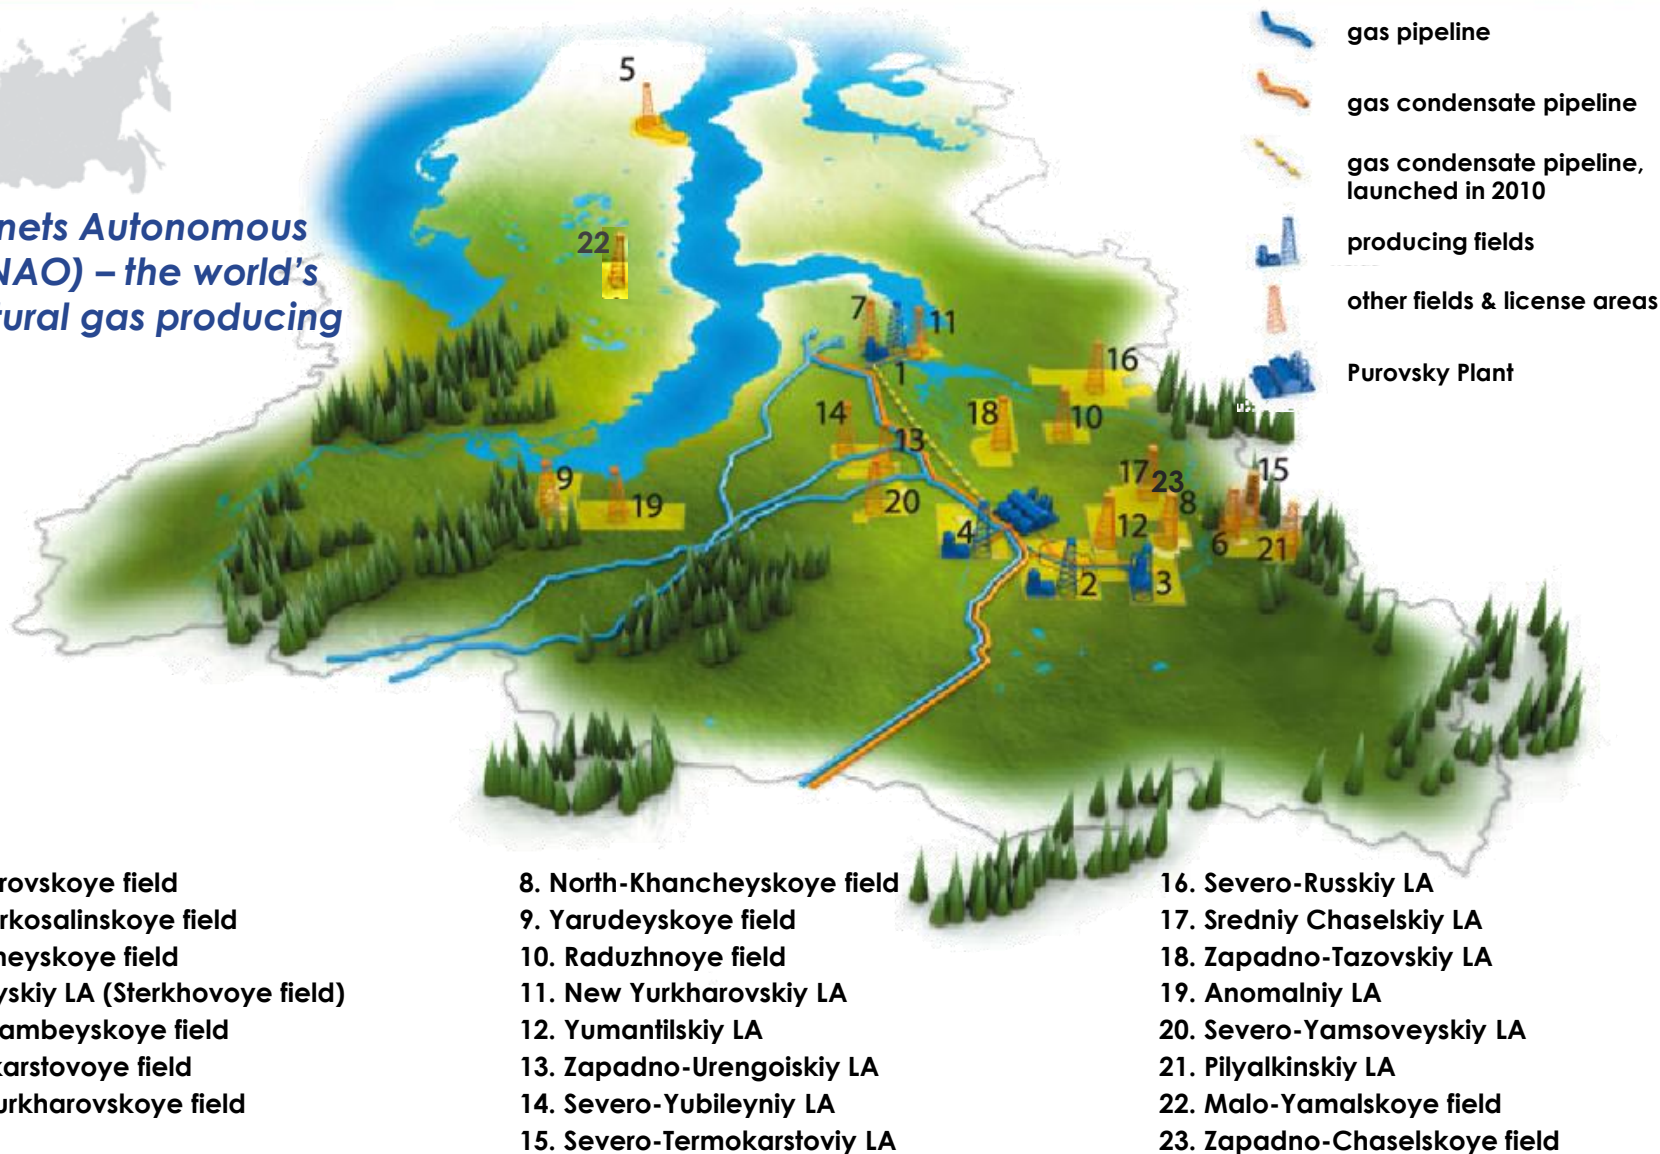 gas pipeline
gas condensate pipeline
gas condensate pipeline,
launched in 2010
producing fields
other fields & license areas
Purovsky Plant
nets Autonomous
NAO) – the world's
tural gas producing
5
22
7
11
1
16
14
13
18
10
9
19
20
17
23
15
4
12
8
6
21
2
3
rovskoye field
rkosalinskoye field
heyskoye field
yskiy LA (Sterkhovoye field)
ambeyskoye field
karstovoye field
urkharovskoye field
8. North-Khancheyskoye field
9. Yarudeyskoye field
10. Raduzhnoye field
11. New Yurkharovskiy LA
12. Yumantilskiy LA
13. Zapadno-Urengoiskiy LA
14. Severo-Yubileyniy LA
15. Severo-Termokarstoviy LA
16. Severo-Russkiy LA
17. Sredniy Chaselskiy LA
18. Zapadno-Tazovskiy LA
19. Anomalniy LA
20. Severo-Yamsoveyskiy LA
21. Pilyalkinskiy LA
22. Malo-Yamalskoye field
23. Zapadno-Chaselskoye field